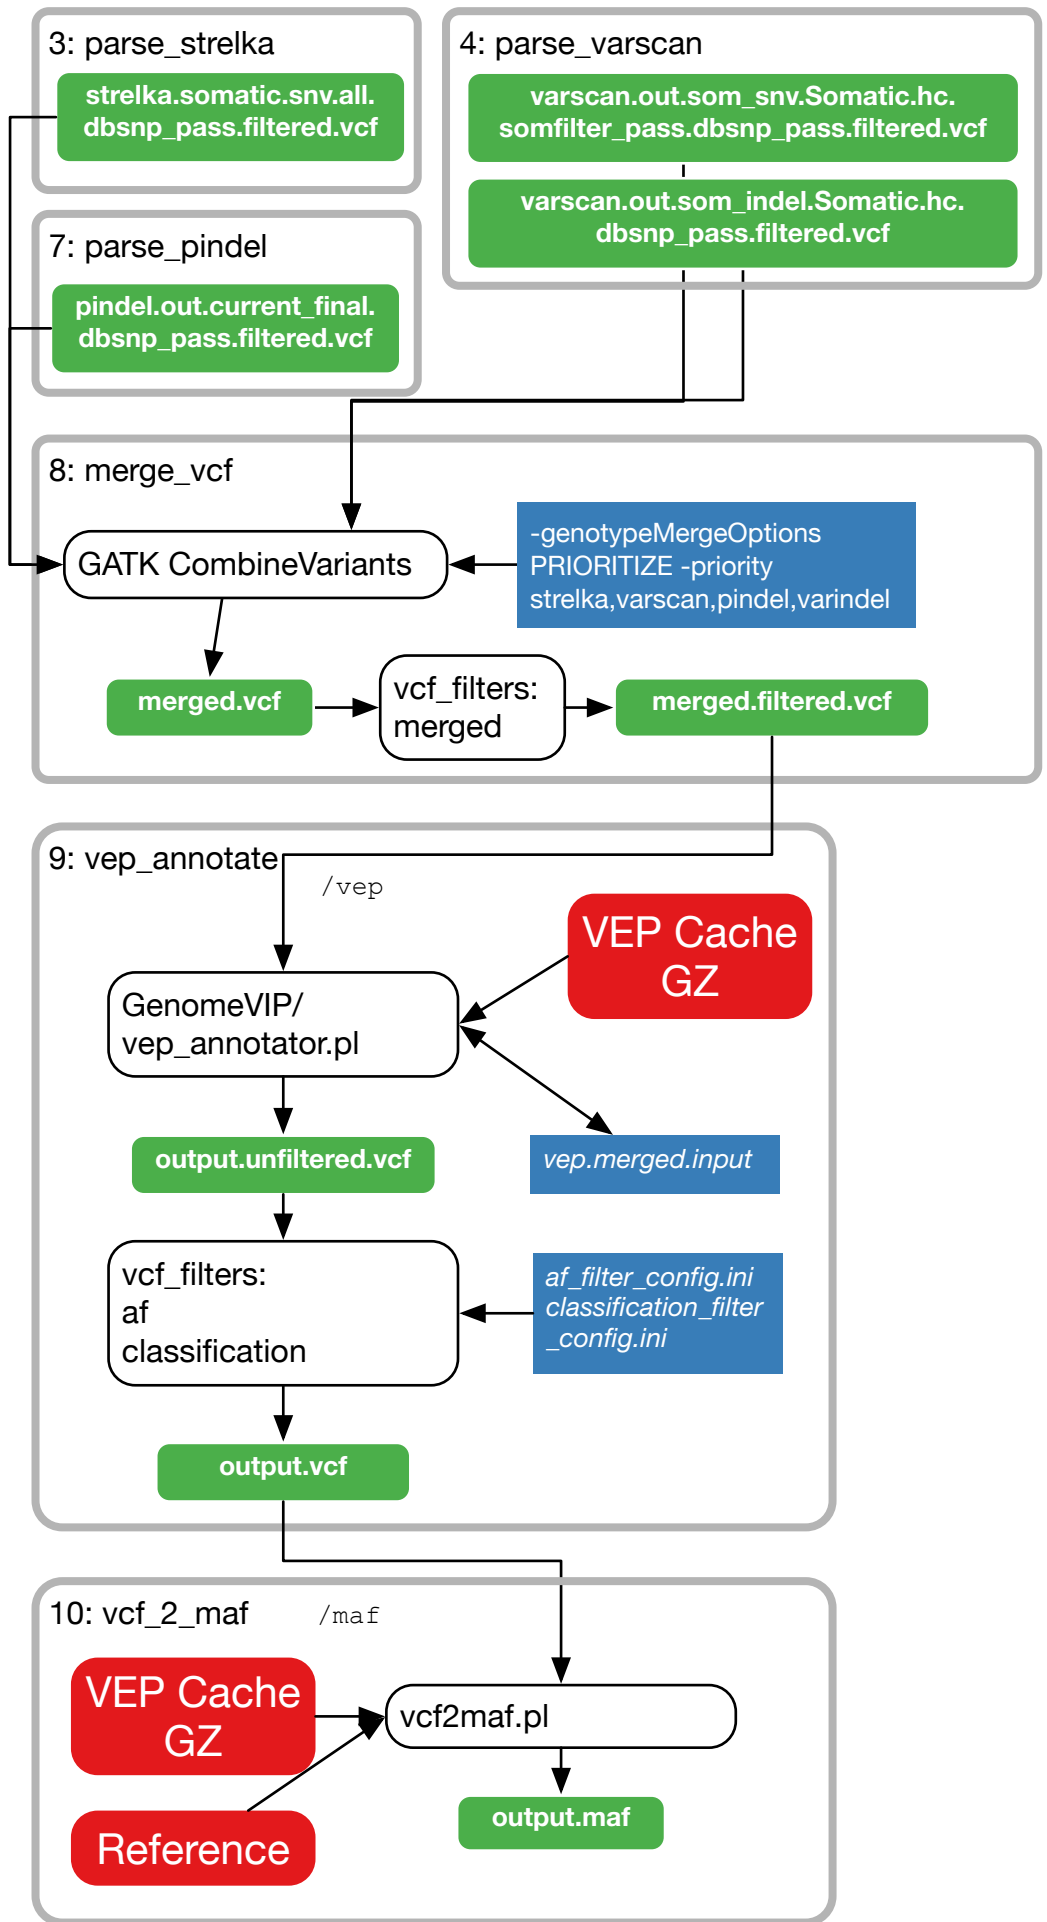 3: parse_strelka
strelka.somatic.snv.all.
dbsnp_pass.filtered.vcf
4: parse_varscan
varscan.out.som_snv.Somatic.hc.
somfilter_pass.dbsnp_pass.filtered.vcf
varscan.out.som_indel.Somatic.hc.
dbsnp_pass.filtered.vcf
7: parse_pindel
pindel.out.current_final.
dbsnp_pass.filtered.vcf
8: merge_vcf
GATK CombineVariants
-genotypeMergeOptions
PRIORITIZE -priority
strelka,varscan,pindel,varindel
merged.vcf
vcf_filters:
merged
merged.filtered.vcf
9: vep_annotate
/vep
VEP Cache
GZ
GenomeVIP/
vep_annotator.pl
output.unfiltered.vcf
vep.merged.input
vcf_filters:
af
classification
af_filter_config.ini
classification_filter
_config.ini
output.vcf
10: vcf_2_maf
/maf
VEP Cache
GZ
vcf2maf.pl
Reference
output.maf